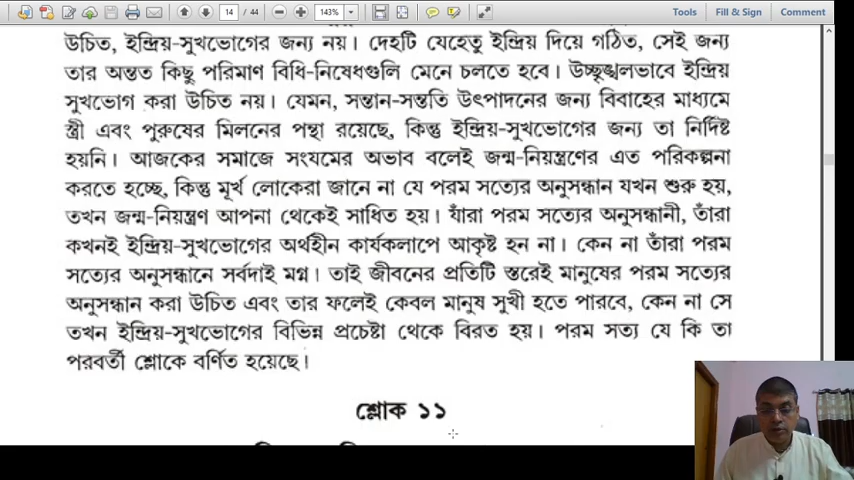 14 / 44 143% Tools Fill & Sign Comment
উচিত, ইন্দ্রিয়-সুখভোগের জন্য নয়। দেহটি যেহেতু ইন্দ্রিয় দিয়ে গঠিত, সেই জন্য
তার অন্তত কিছু পরিমাণ বিধি-নিষেধগুলি মেনে চলতে হবে। উচ্ছৃঙ্খলভাবে ইন্দ্রিয়
সুখভোগ করা উচিত নয়। যেমন, সন্তান-সন্ততি উৎপাদনের জন্য বিবাহের মাধ্যমে
স্ত্রী এবং পুরুষের মিলনের পন্থা রয়েছে, কিন্তু ইন্দ্রিয়-সুখভোগের জন্য তা নির্দিষ্ট
হয়নি। আজকের সমাজে সংযমের অভাব বলেই জন্ম-নিয়ন্ত্রণের এত পরিকল্পনা
করতে হচ্ছে, কিন্তু মূর্খ লোকেরা জানে না যে পরম সত্যের অনুসন্ধান যখন শুরু হয়,
তখন জন্ম-নিয়ন্ত্রণ আপনা থেকেই সাধিত হয়। যাঁরা পরম সত্যের অনুসন্ধানী, তাঁরা
কখনই ইন্দ্রিয়-সুখভোগের অর্থহীন কার্যকলাপে আকৃষ্ট হন না। কেন না তাঁরা পরম
সত্যের অনুসন্ধানে সর্বদাই মগ্ন। তাই জীবনের প্রতিটি স্তরেই মানুষের পরম সত্যের
অনুসন্ধান করা উচিত এবং তার ফলেই কেবল মানুষ সুখী হতে পারবে, কেন না সে
তখন ইন্দ্রিয়-সুখভোগের বিভিন্ন প্রচেষ্টা থেকে বিরত হয়। পরম সত্য যে কি তা
পরবর্তী শ্লোকে বর্ণিত হয়েছে।
শ্লোক ১১